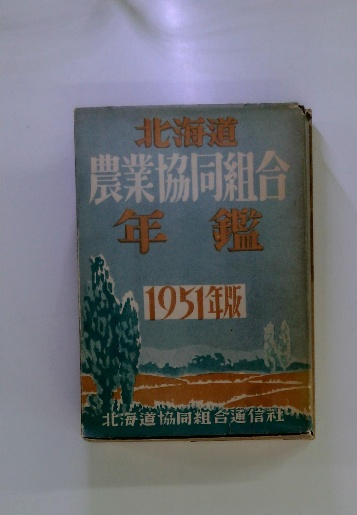 北海道
農業協同組合
年鑑
1951年版
北海道協同組合通信社